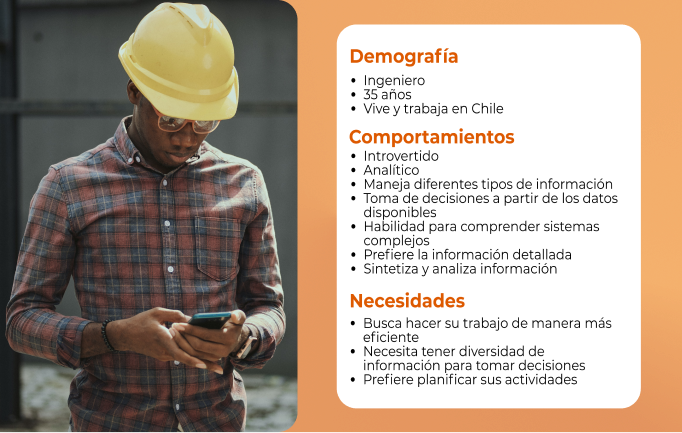 Demografía
• Ingeniero
• 35 años
• Vive y trabaja en Chile
Comportamientos
• Introvertido
• Analítico
• Maneja diferentes tipos de información
• Toma de decisiones a partir de los datos
disponibles
• Habilidad para comprender sistemas
complejos
• Prefiere la información detallada
• Sintetiza y analiza información
Necesidades
• Busca hacer su trabajo de manera más
eficiente
• Necesita tener diversidad de
información para tomar decisiones
• Prefiere planificar sus actividades